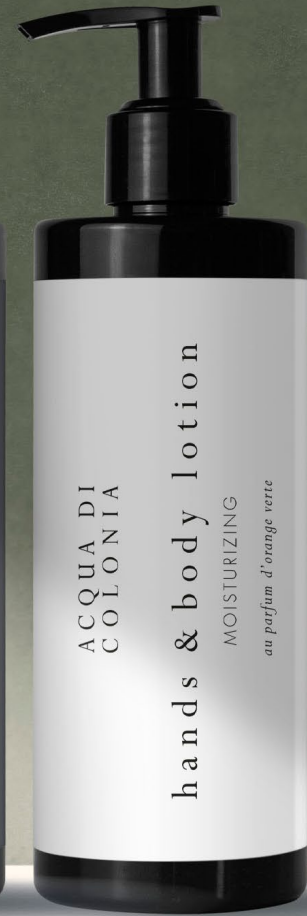 ACQUA DI
COLONIA
hands & body lotion
MOISTURIZING
au parfum d'orange verte